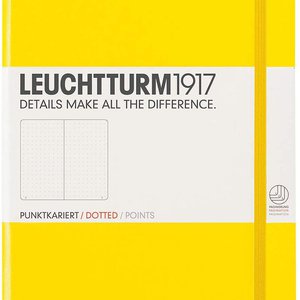 LEUCHTTURM1917
DETAILS MAKE ALL THE DIFFERENCE.
PUNKTKARIERT / DOTTED / POINTS